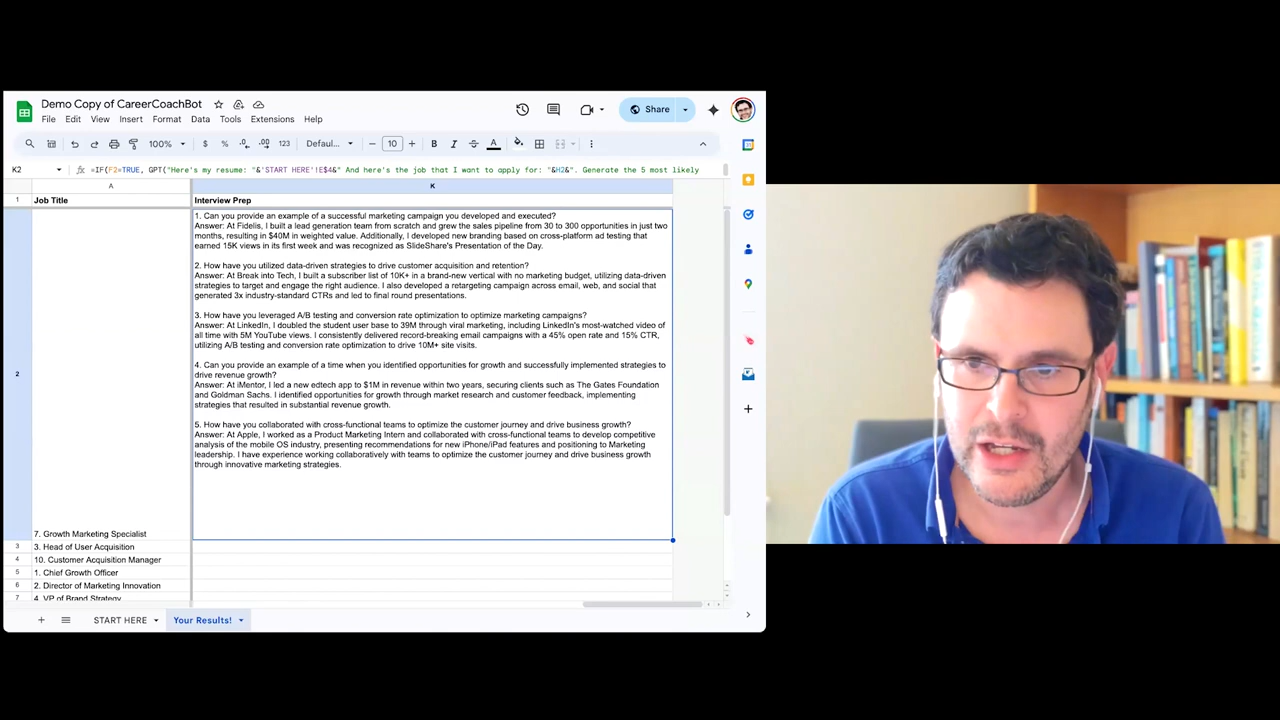 Demo Copy of CareerCoachBot
File Edit View Insert Format Data Tools Extensions Help
Share
100% $ % .0 .00 123 Defaul... 10 B I A
K2 fx =IF(F2=TRUE, GPT("Here's my resume: "&'START HERE'!E$4&" And here's the job that I want to apply for: "&H2&". Generate the 5 most likely
A K
1 Job Title Interview Prep
1. Can you provide an example of a successful marketing campaign you developed and executed?
Answer: At Fidelis, I built a lead generation team from scratch and grew the sales pipeline from 30 to 300 opportunities in just two
months, resulting in $40M in weighted value. Additionally, I developed new branding based on cross-platform ad testing that
earned 15K views in its first week and was recognized as SlideShare's Presentation of the Day.
2. How have you utilized data-driven strategies to drive customer acquisition and retention?
Answer: At Break into Tech, I built a subscriber list of 10K+ in a brand-new vertical with no marketing budget, utilizing data-driven
strategies to target and engage the right audience. I also developed a retargeting campaign across email, web, and social that
generated 3x industry-standard CTRs and led to final round presentations.
3. How have you leveraged A/B testing and conversion rate optimization to optimize marketing campaigns?
Answer: At LinkedIn, I doubled the student user base to 39M through viral marketing, including LinkedIn's most-watched video of
all time with 5M YouTube views. I consistently delivered record-breaking email campaigns with a 45% open rate and 15% CTR,
utilizing A/B testing and conversion rate optimization to drive 10M+ site visits.
4. Can you provide an example of a time when you identified opportunities for growth and successfully implemented strategies to
drive revenue growth?
2
Answer: At iMentor, I led a new edtech app to $1M in revenue within two years, securing clients such as The Gates Foundation
and Goldman Sachs. I identified opportunities for growth through market research and customer feedback, implementing
strategies that resulted in substantial revenue growth.
5. How have you collaborated with cross-functional teams to optimize the customer journey and drive business growth?
Answer: At Apple, I worked as a Product Marketing Intern and collaborated with cross-functional teams to develop competitive
analysis of the mobile OS industry, presenting recommendations for new iPhone/iPad features and positioning to Marketing
leadership. I have experience working collaboratively with teams to optimize the customer journey and drive business growth
through innovative marketing strategies.
7. Growth Marketing Specialist
3 3. Head of User Acquisition
4 10. Customer Acquisition Manager
5 1. Chief Growth Officer
6 2. Director of Marketing Innovation
7 4. VP of Brand Strategy
START HERE Your Results!